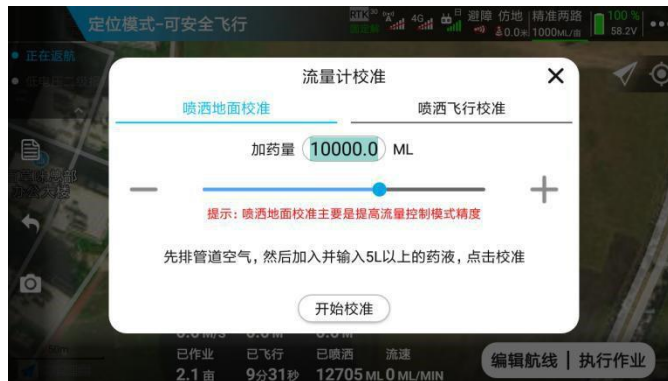 定位模式-可安全飞行
RTK
4G
避障 仿地 精准两路 100%
0.0米 1000ML/亩 58.2V
正在返航
流量计校准
喷洒地面校准 喷洒飞行校准
加药量 10000.0 ML
提示：喷洒地面校准主要是提高流量控制模式精度
先排管道空气，然后加入并输入5L以上的药液，点击校准
开始校准
已作业 已飞行 已喷洒 流速
2.1 亩 9分31秒 12705 ML 0 ML/MIN
编辑航线 | 执行作业